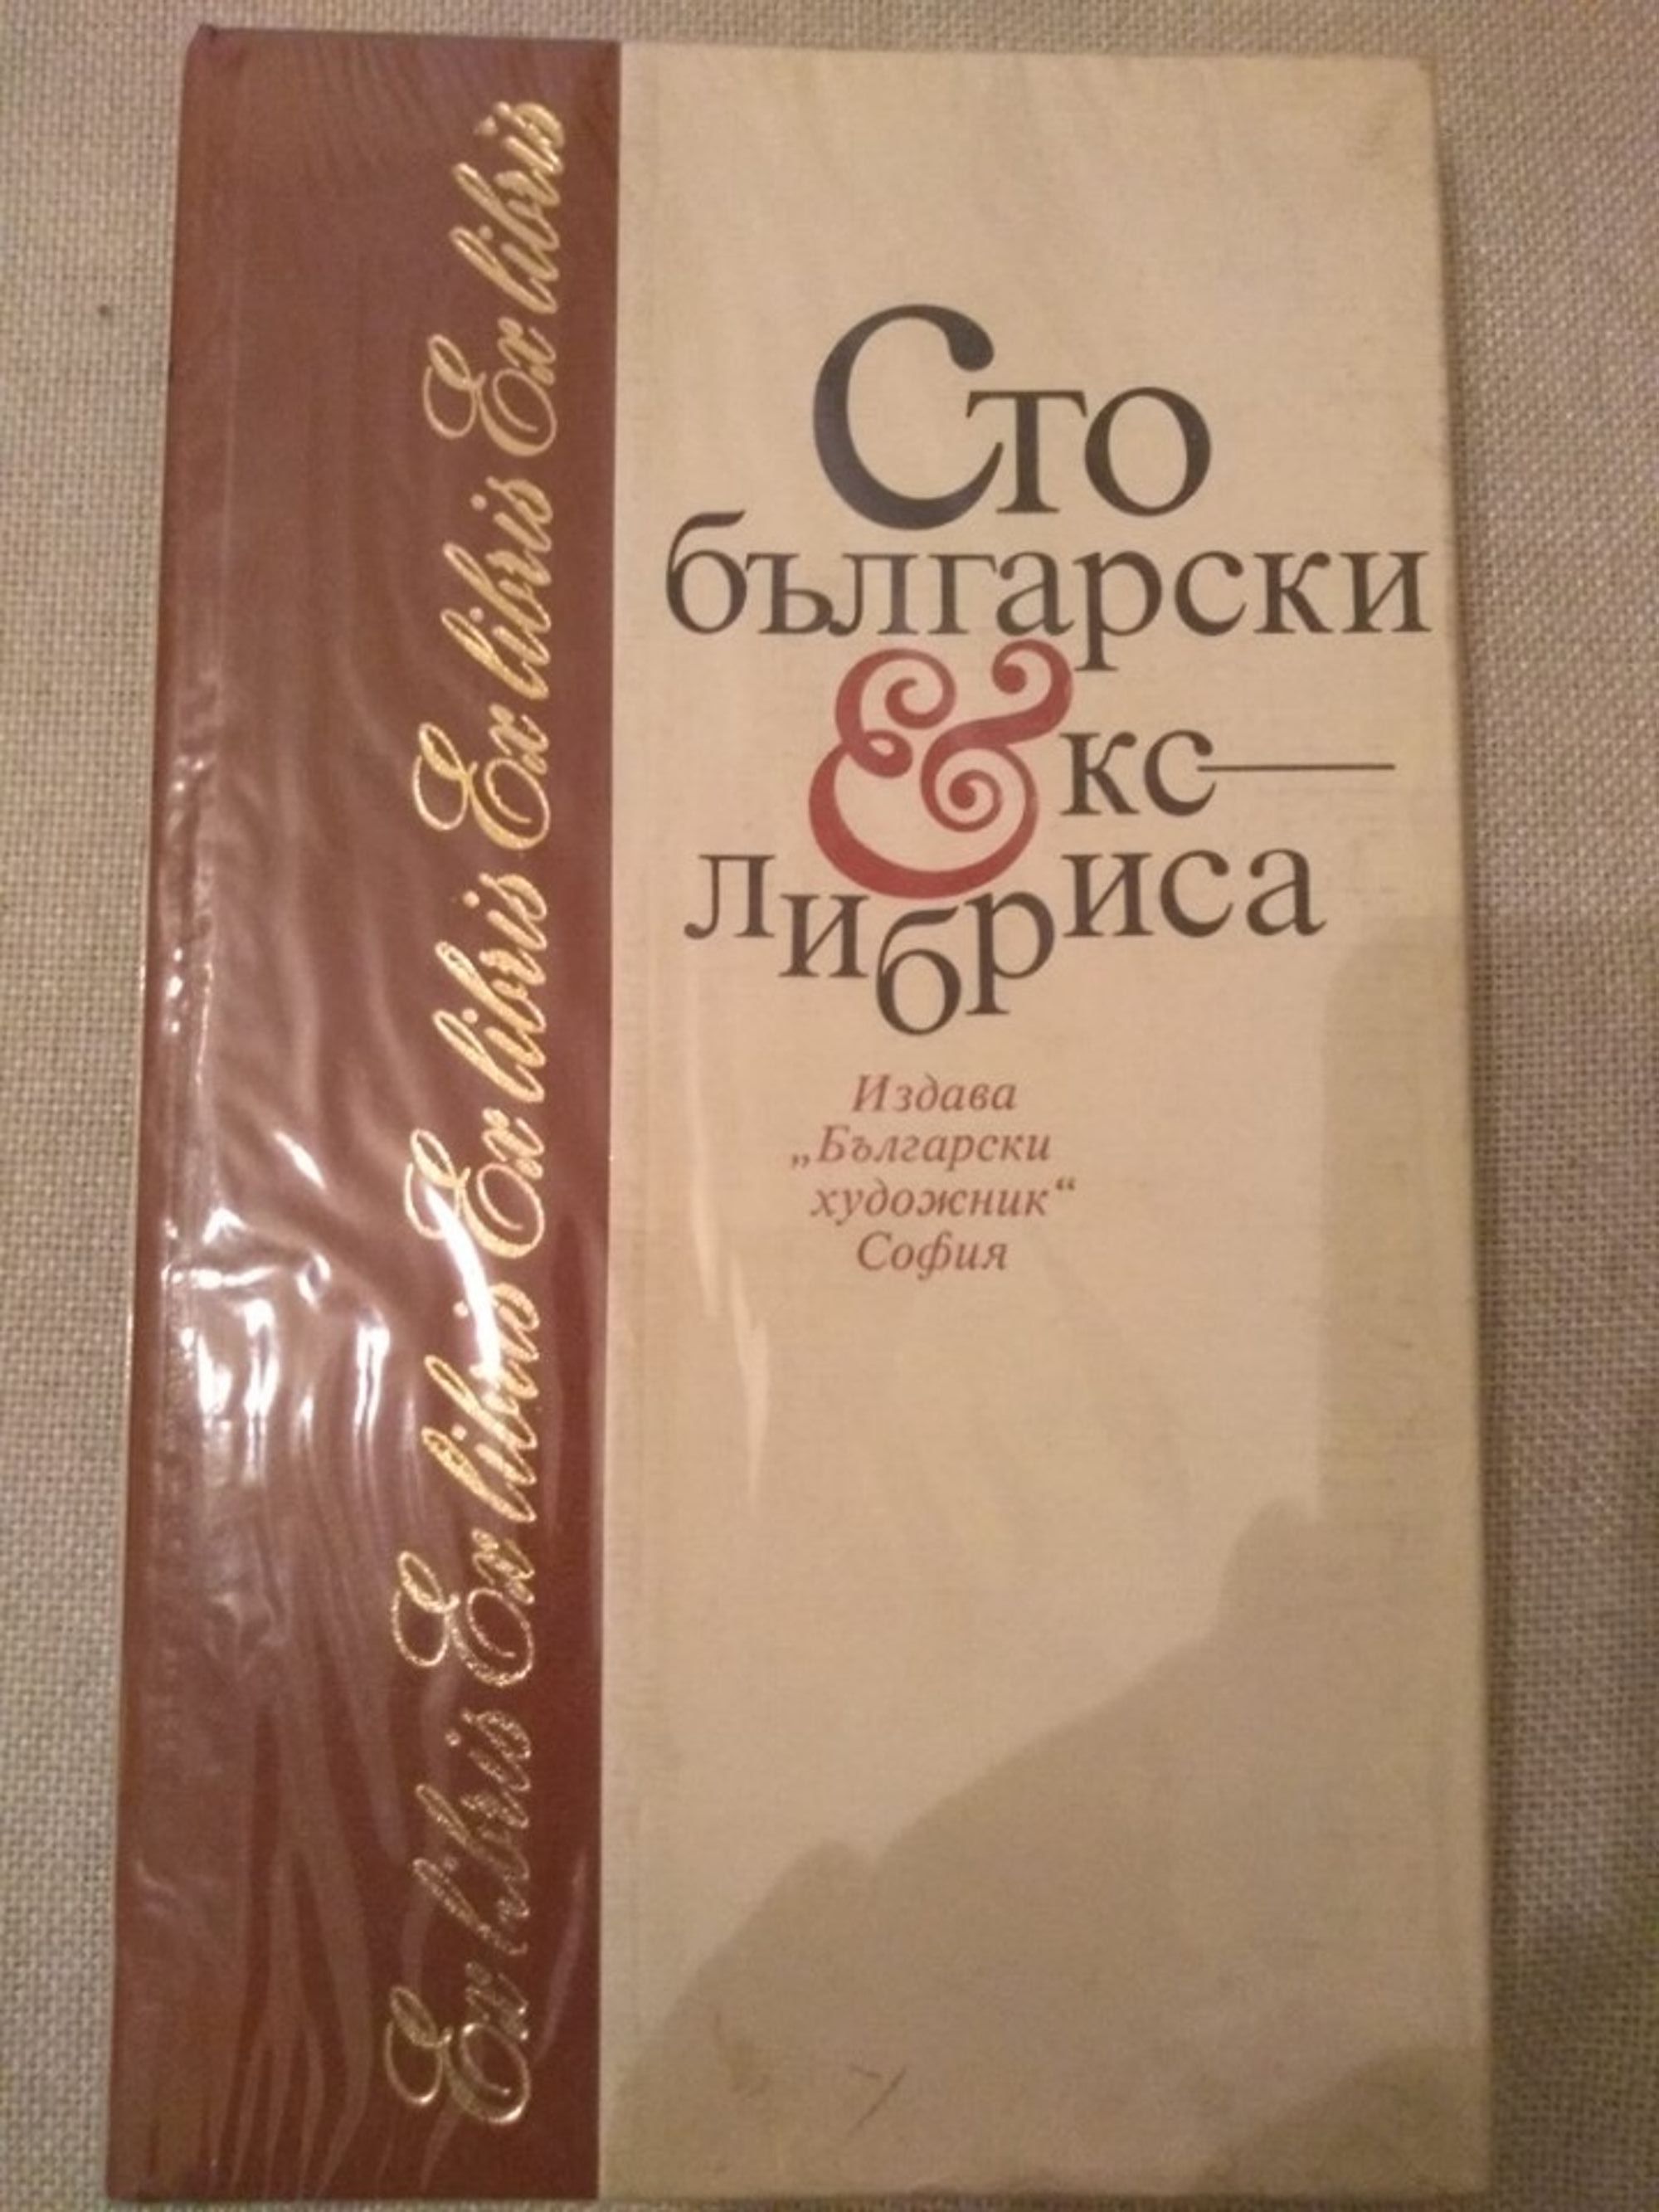 Ex libris Ex libris Ex libris Ex libris Ex libris
Сто
български
&кс—
либриса
Издава
„Български
художник“
София